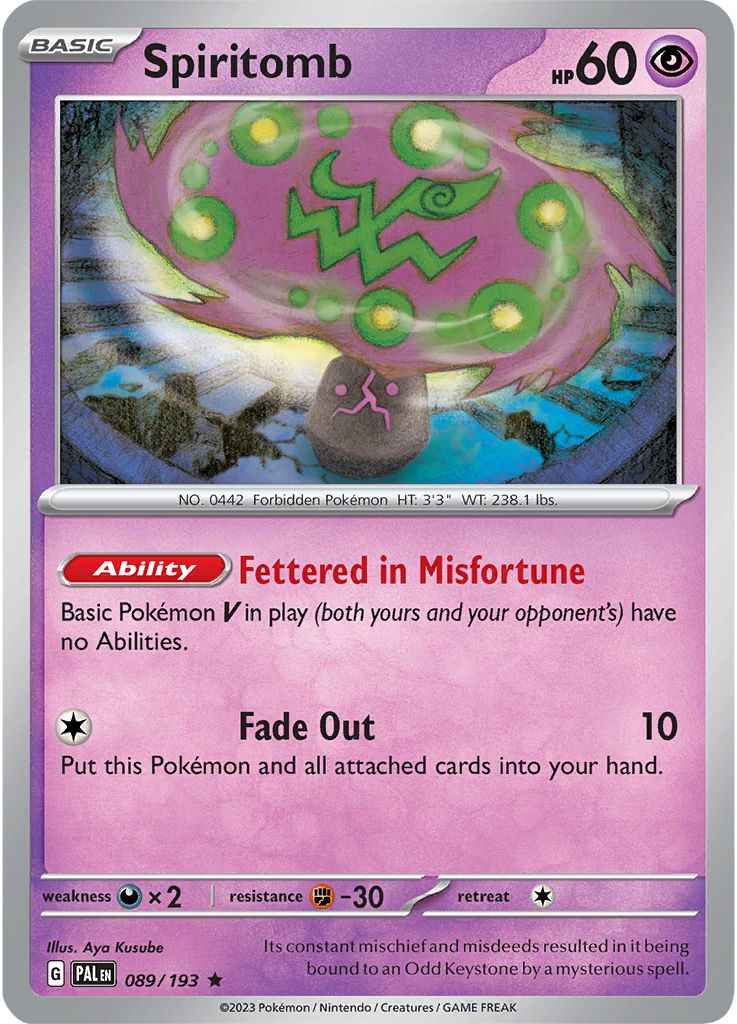 BASIC
Spiritomb
HP60
NO. 0442 Forbidden Pokémon HT: 3'3" WT: 238.1 lbs.
Ability Fettered in Misfortune
Basic Pokémon V in play (both yours and your opponent's) have
no Abilities.
Fade Out 10
Put this Pokémon and all attached cards into your hand.
weakness ×2 resistance -30 retreat
Illus. Aya Kusube
Its constant mischief and misdeeds resulted in it being
bound to an Odd Keystone by a mysterious spell.
G PAL EN 089/193 ★
©2023 Pokémon / Nintendo / Creatures / GAME FREAK